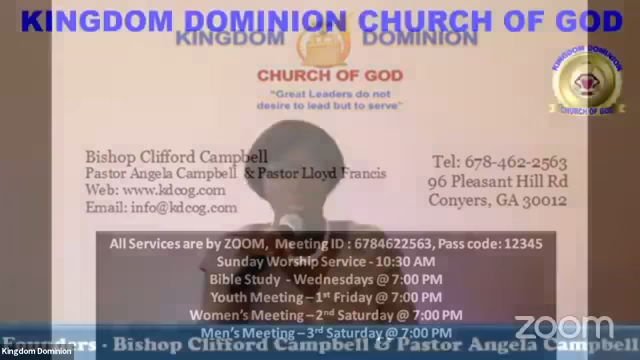 KINGDOM DOMINION CHURCH OF GOD
KINGDOM DOMINION
CHURCH OF GOD
"Great Leaders do not
desire to lead but to serve"
KINGDOM DOMINION
CHURCH OF GOD
Bishop Clifford Campbell
Pastor Angela Campbell & Pastor Lloyd Francis
Web: www.kdcog.com
Email: info@kdcog.com
Tel: 678-462-2563
96 Pleasant Hill Rd
Conyers, GA 30012
All Services are by ZOOM, Meeting ID : 6784622563, Pass code: 12345
Sunday Worship Service - 10:30 AM
Bible Study - Wednesdays @ 7:00 PM
Youth Meeting – 1st Friday @ 7:00 PM
Women's Meeting – 2nd Saturday @ 7:00 PM
Men's Meeting – 3rd Saturday @ 7:00 PM
zoom
Founders - Bishop Clifford Campbell & Pastor Angela Campbell
Kingdom Dominion